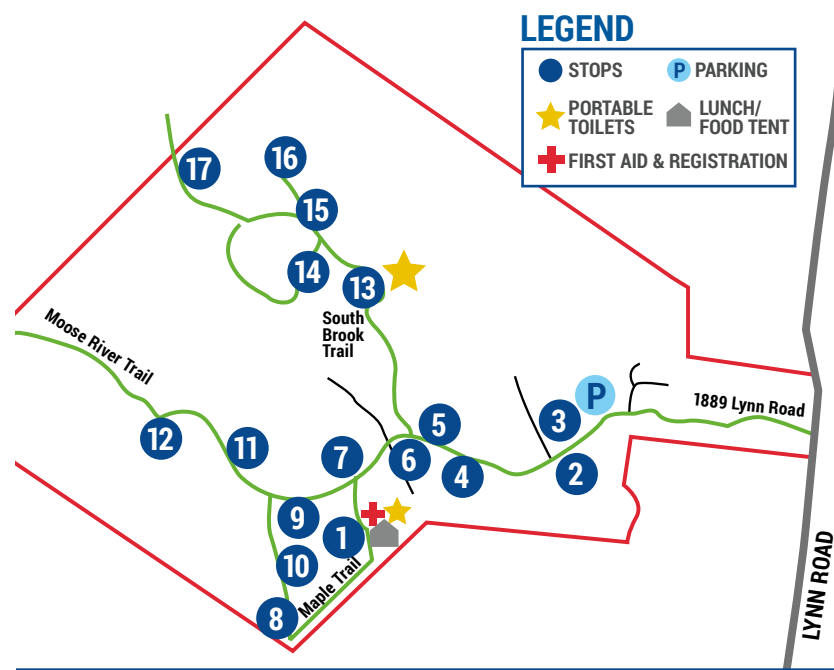 LEGEND
STOPS
P PARKING
PORTABLE
TOILETS
LUNCH/
FOOD TENT
FIRST AID & REGISTRATION
17
16
15
14
13
South
Brook
Trail
Moose River Trail
P
1889 Lynn Road
12
11
7
6
5
4
3
2
9
1
10
8
Maple Trail
LYNN ROAD